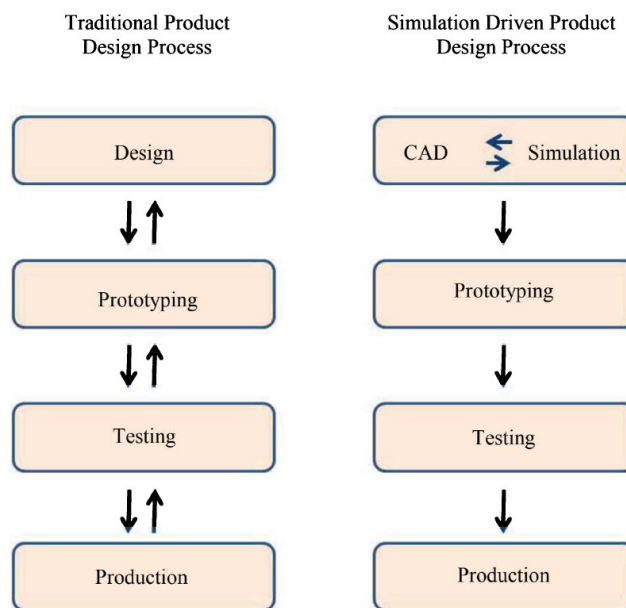 Traditional Product
Design Process
Simulation Driven Product
Design Process
Design
Prototyping
Testing
Production
CAD
Simulation
Prototyping
Testing
Production